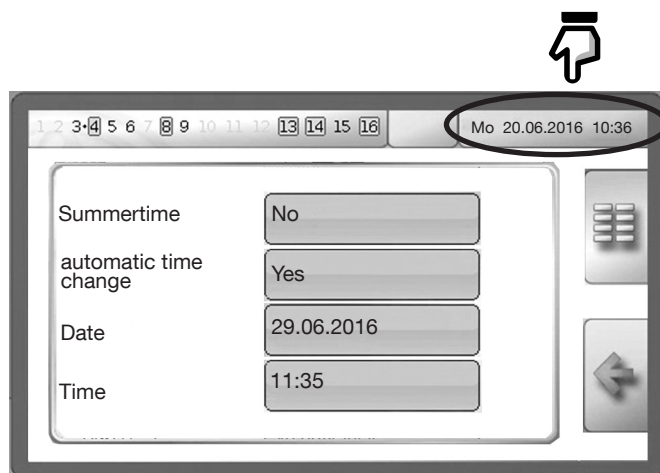 1 2 3•4 5 6 7 8 9 10 11 12 13 14 15 16
Mo 20.06.2016 10:36
Summertime
No
automatic time
change
Yes
Date
29.06.2016
Time
11:35